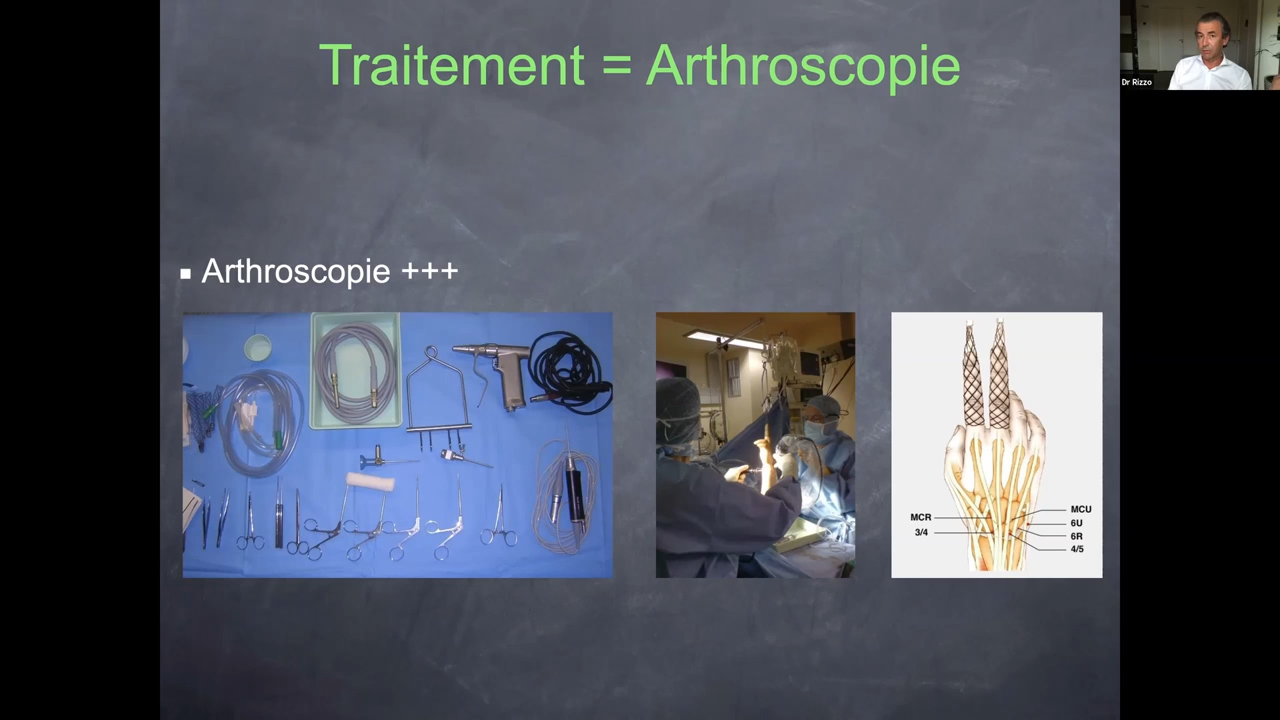 Traitement = Arthroscopie
Dr Rizzo
▪ Arthroscopie +++
MCR
3/4
MCU
6U
6R
4/5